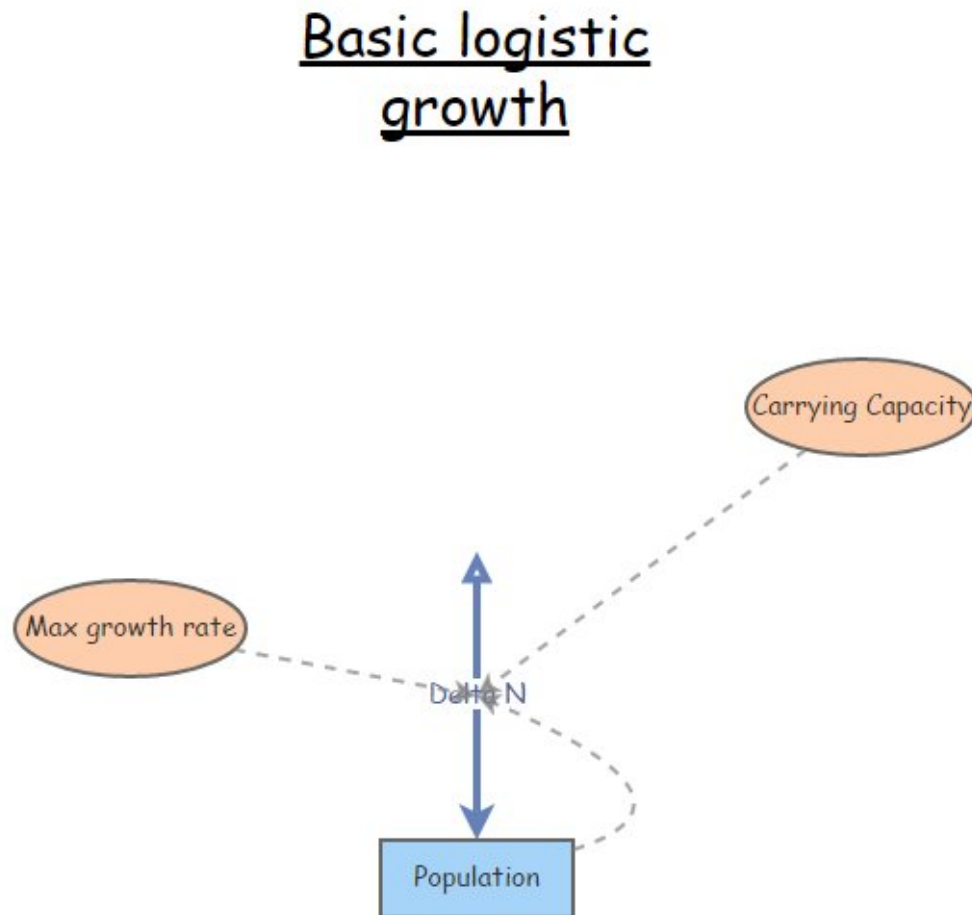 Basic logistic
growth
Carrying Capacity
Max growth rate
Delta N
Population